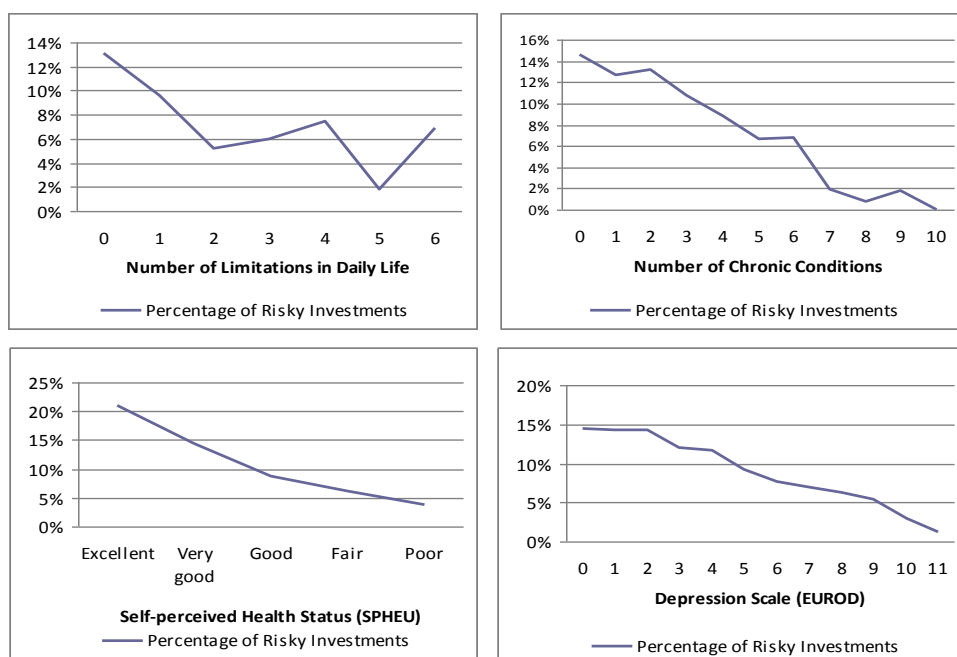 14%
12%
10%
8%
6%
4%
2%
0%
0 1 2 3 4 5 6
Number of Limitations in Daily Life
Percentage of Risky Investments
16%
14%
12%
10%
8%
6%
4%
2%
0%
0 1 2 3 4 5 6 7 8 9 10
Number of Chronic Conditions
Percentage of Risky Investments
25%
20%
15%
10%
5%
0%
Excellent Very Good Fair Poor
good
Self-perceived Health Status (SPHEU)
Percentage of Risky Investments
20%
15%
10%
5%
0%
0 1 2 3 4 5 6 7 8 9 10 11
Depression Scale (EUROD)
Percentage of Risky Investments